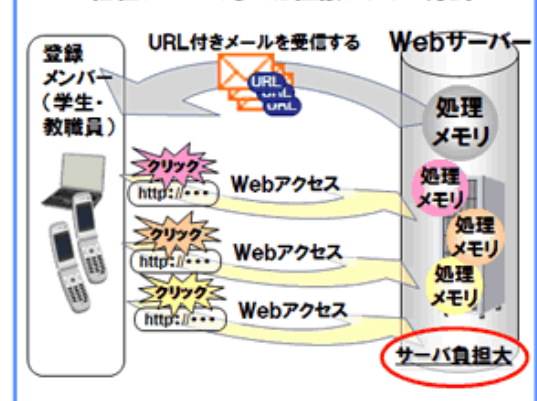 URL付きメールを受信する
Webサーバー
登録
メンバー
(学生・
教職員)
URL
URL
URL
処理
メモリ
クリック
http://・・・
Webアクセス
処理
メモリ
クリック
http://・・・
Webアクセス
処理
メモリ
クリック
http://・・・
Webアクセス
処理
メモリ
サーバ負担大